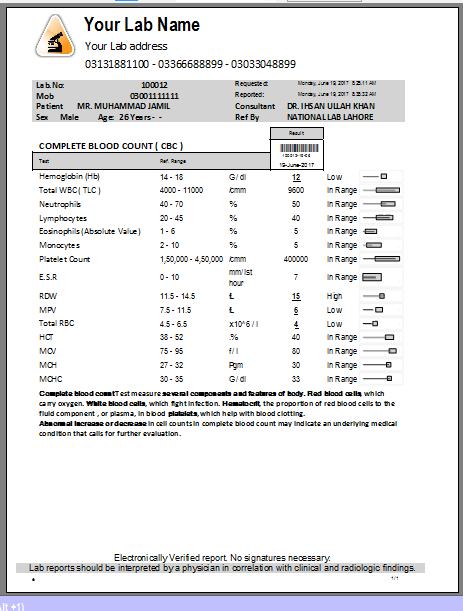 Your Lab Name
Your Lab address
03131881100 - 03366688899 - 03033048899
Lab.No: 100012 Requested: Monday, June 19, 2017 8:35:11 AM
Mob 03001111111 Reported: Monday, June 19, 2017
Patient MR. MUHAMMAD JAMIL Consultant DR. IHSAN ULLAH KHAN
Sex Male Age: 26 Years - - Ref By NATIONAL LAB LAHORE
Result
COMPLETE BLOOD COUNT ( CBC )
Test Ref. Range 19-June-2017
Hemoglobin (Hb) 14 - 18 G/dl 12 Low
Total WBC ( TLC ) 4000 - 11000 /cmm 9600 In Range
Neutrophils 40 - 70 % 50 In Range
Lymphocytes 20 - 45 % 40 In Range
Eosinophils (Absolute Value) 1 - 6 % 5 In Range
Monocytes 2 - 10 % 5 In Range
Platelet Count 1,50,000 - 4,50,000 /cmm 400000 In Range
E.S.R 0 - 10 mm/Ist hour 7 In Range
RDW 11.5 - 14.5 £ 15 High
MPV 7.5 - 11.5 £ 6 Low
Total RBC 4.5 - 6.5 x10^6 / l 4 Low
HCT 38 - 52 .% 40 In Range
MCV 75 - 95 f/ l 80 In Range
MCH 27 - 32 Pgm 30 In Range
MCHC 30 - 35 G/dl 33 In Range
Complete blood count Test measure several components and features of body. Red blood cells, which
carry oxygen. White blood cells, which fight infection. Hematocrit, the proportion of red blood cells to the
fluid component , or plasma, in blood platelets, which help with blood clotting.
Abnormal increase or decrease in cell counts in complete blood count may indicate an underlying medical
condition that calls for further evaluation.
Electronically Verified report. No signatures necessary.
Lab reports should be interpreted by a physician in correlation with clinical and radiologic findings.
1/1
lt +1)